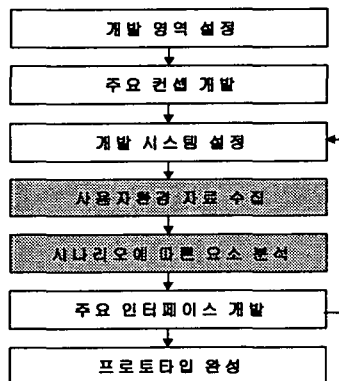 개발 영역 설정
주요 컨셉 개발
개발 시스템 설정
사용자환경 자료 수집
시나리오에 따른 요소 분석
주요 인터페이스 개발
프로토타입 완성